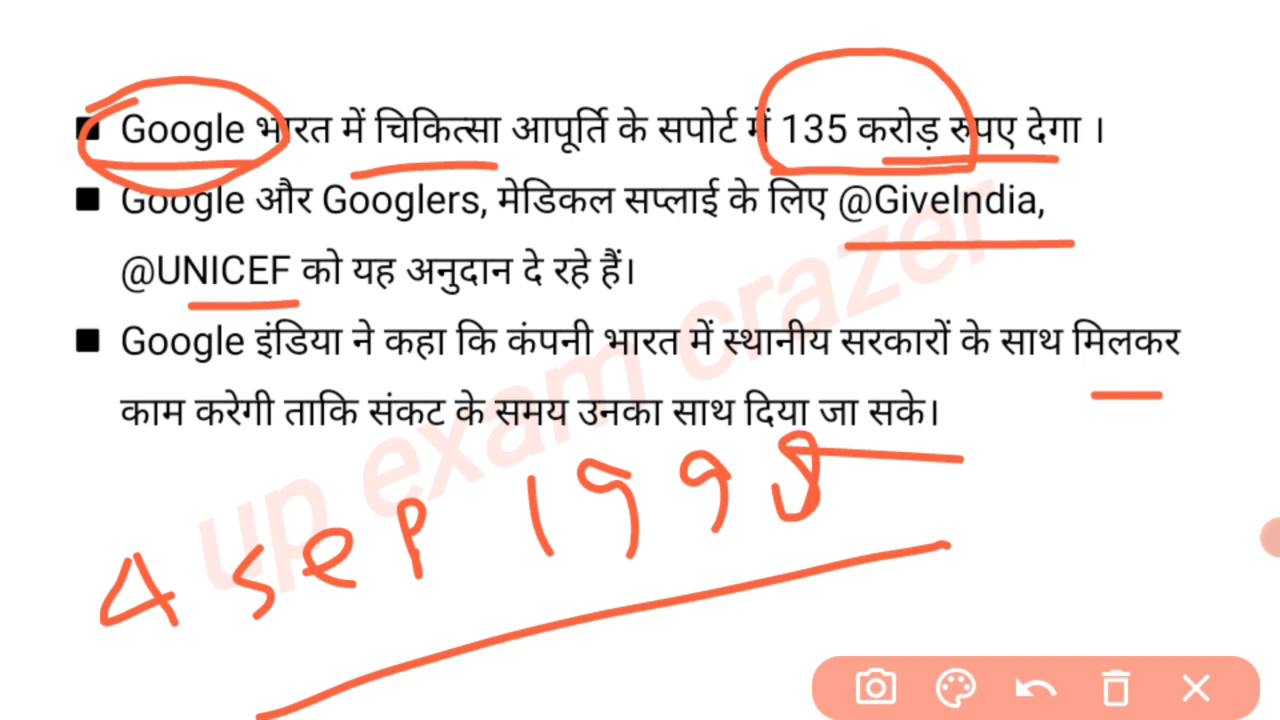 Google भारत में चिकित्सा आपूर्ति के सपोर्ट में 135 करोड़ रुपए देगा ।
Google और Googlers, मेडिकल सप्लाई के लिए @GiveIndia,
@UNICEF को यह अनुदान दे रहे हैं।
Google इंडिया ने कहा कि कंपनी भारत में स्थानीय सरकारों के साथ मिलकर
काम करेगी ताकि संकट के समय उनका साथ दिया जा सके।
up exam crazer
4 sep 1998